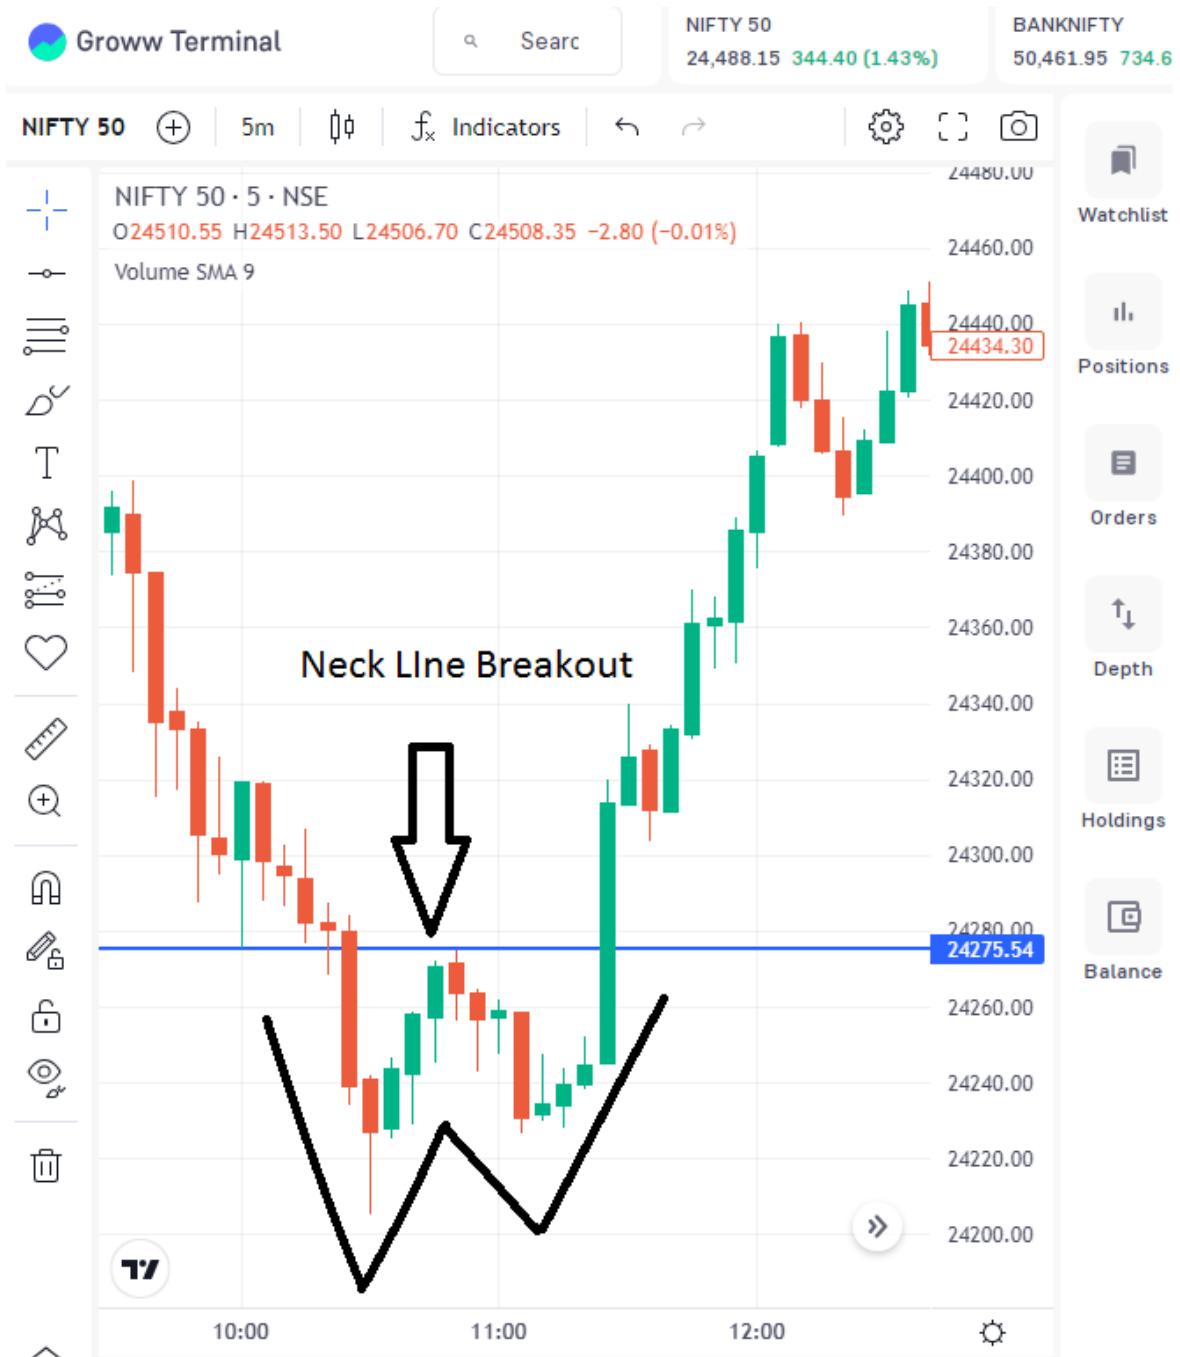 Groww Terminal
Searc
NIFTY 50
24,488.15 344.40 (1.43%)
BANKNIFTY
50,461.95 734.6
NIFTY 50
5m
Indicators
NIFTY 50 · 5 · NSE
O24510.55 H24513.50 L24506.70 C24508.35 −2.80 (−0.01%)
Volume SMA 9
Neck LIne Breakout
24480.00
24460.00
24440.00
24434.30
24420.00
24400.00
24380.00
24360.00
24340.00
24320.00
24300.00
24280.00
24275.54
24260.00
24240.00
24220.00
24200.00
10:00
11:00
12:00
Watchlist
Positions
Orders
Depth
Holdings
Balance